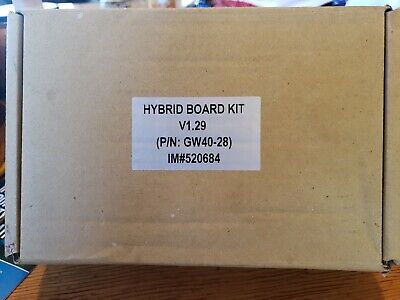 HYBRID BOARD KIT
V1.29
(P/N: GW40-28)
IM#520684